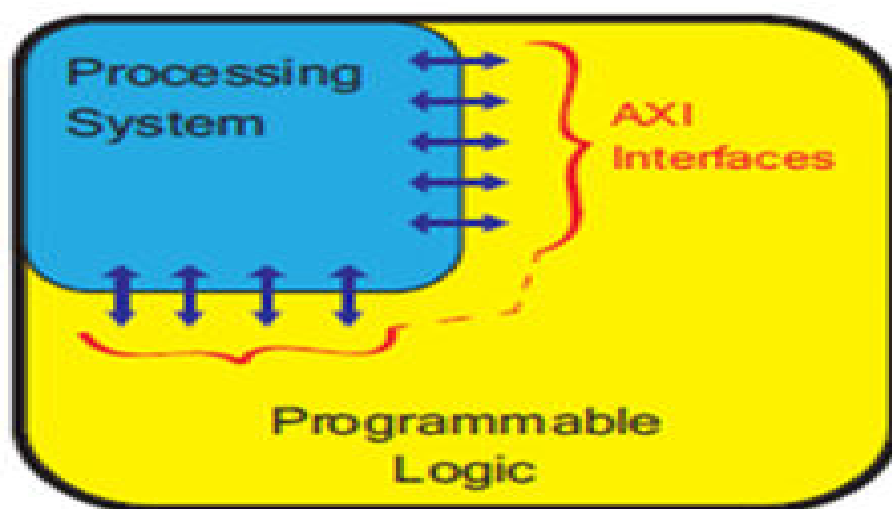 Processing
System
AXI
Interfaces
Programmable
Logic